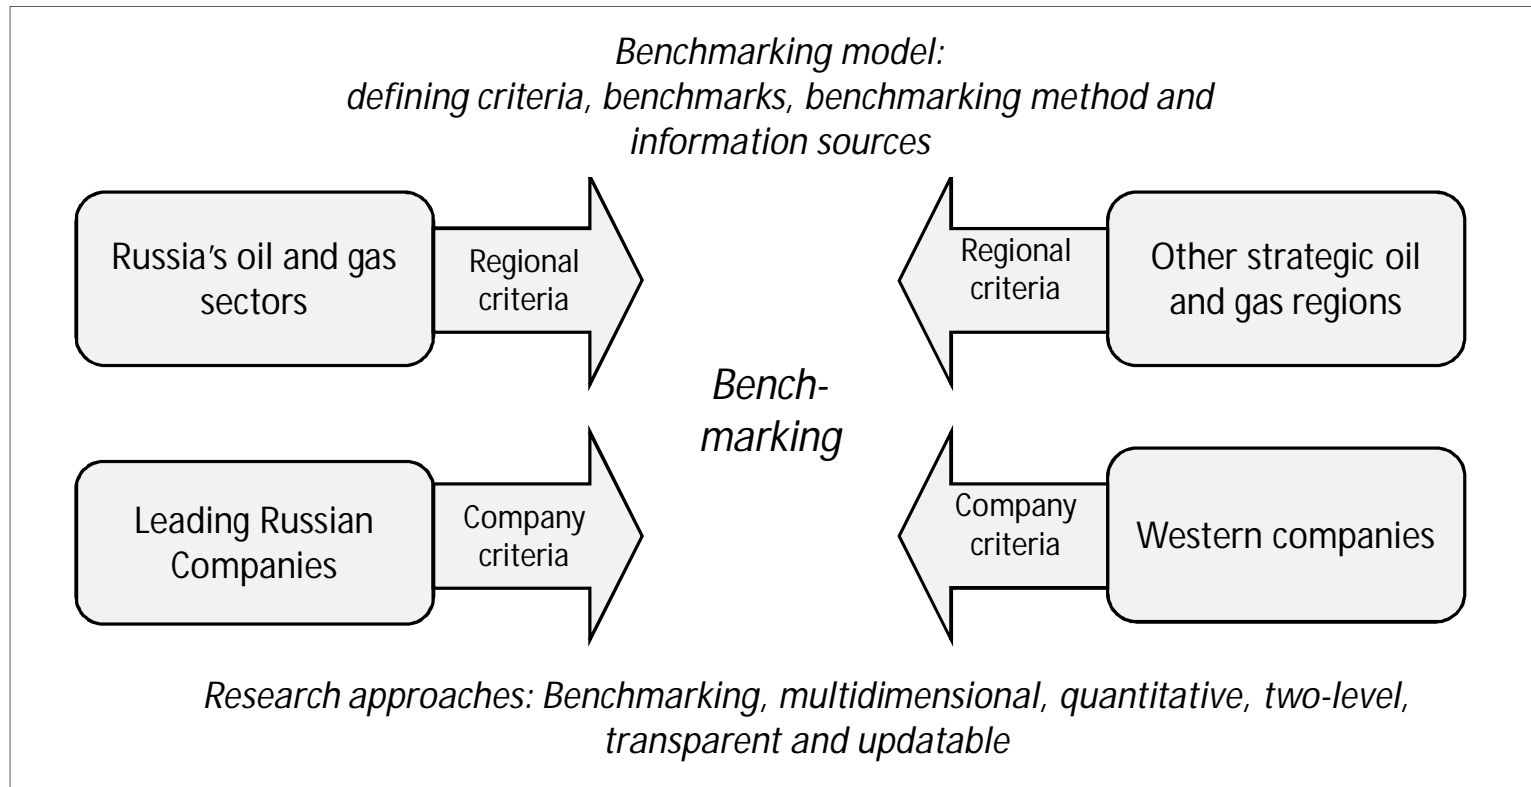 Benchmarking model:
defining criteria, benchmarks, benchmarking method and
information sources
Russia's oil and gas
sectors
Regional
criteria
Regional
criteria
Other strategic oil
and gas regions
Bench-
marking
Leading Russian
Companies
Company
criteria
Company
criteria
Western companies
Research approaches: Benchmarking, multidimensional, quantitative, two-level,
transparent and updatable